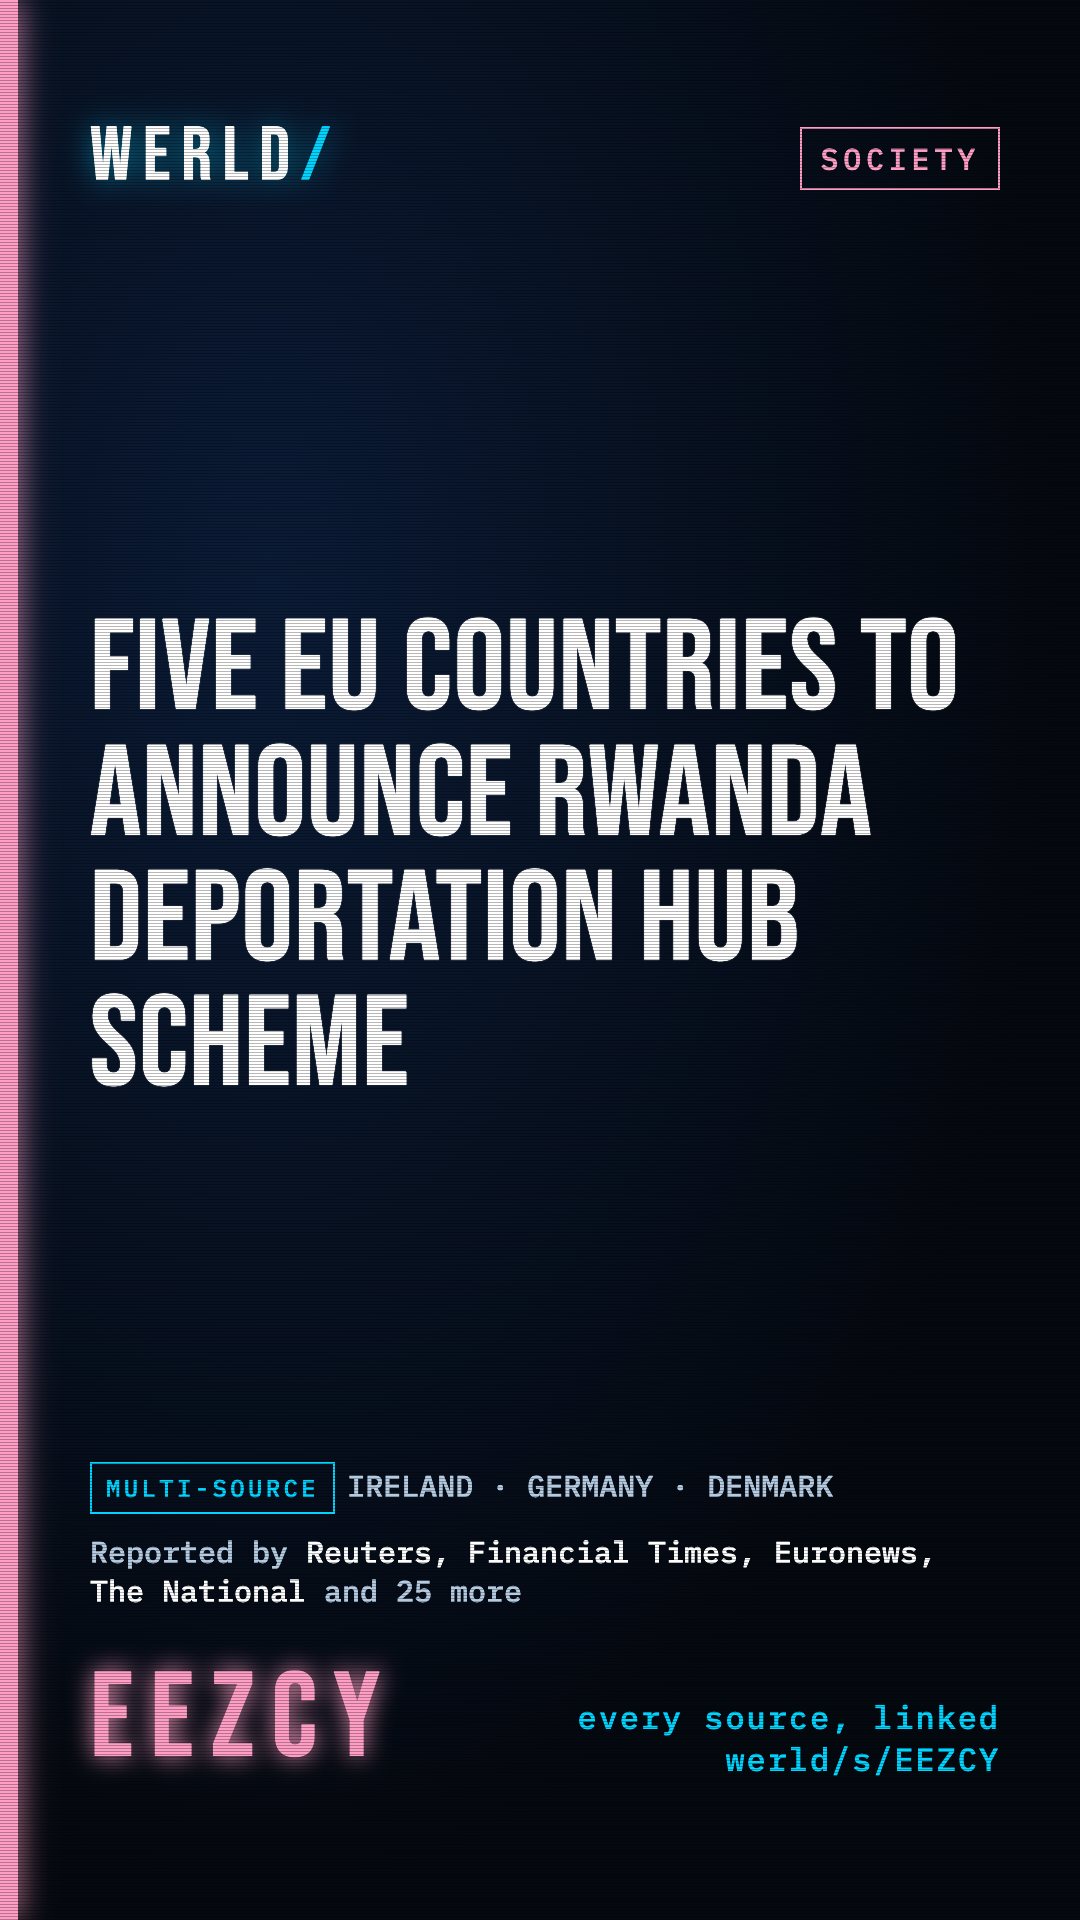 WERLD/
SOCIETY
FIVE EU COUNTRIES TO
ANNOUNCE RWANDA
DEPORTATION HUB
SCHEME
MULTI-SOURCE IRELAND · GERMANY · DENMARK
Reported by Reuters, Financial Times, Euronews,
The National and 25 more
EEZCY
every source, linked
werld/s/EEZCY